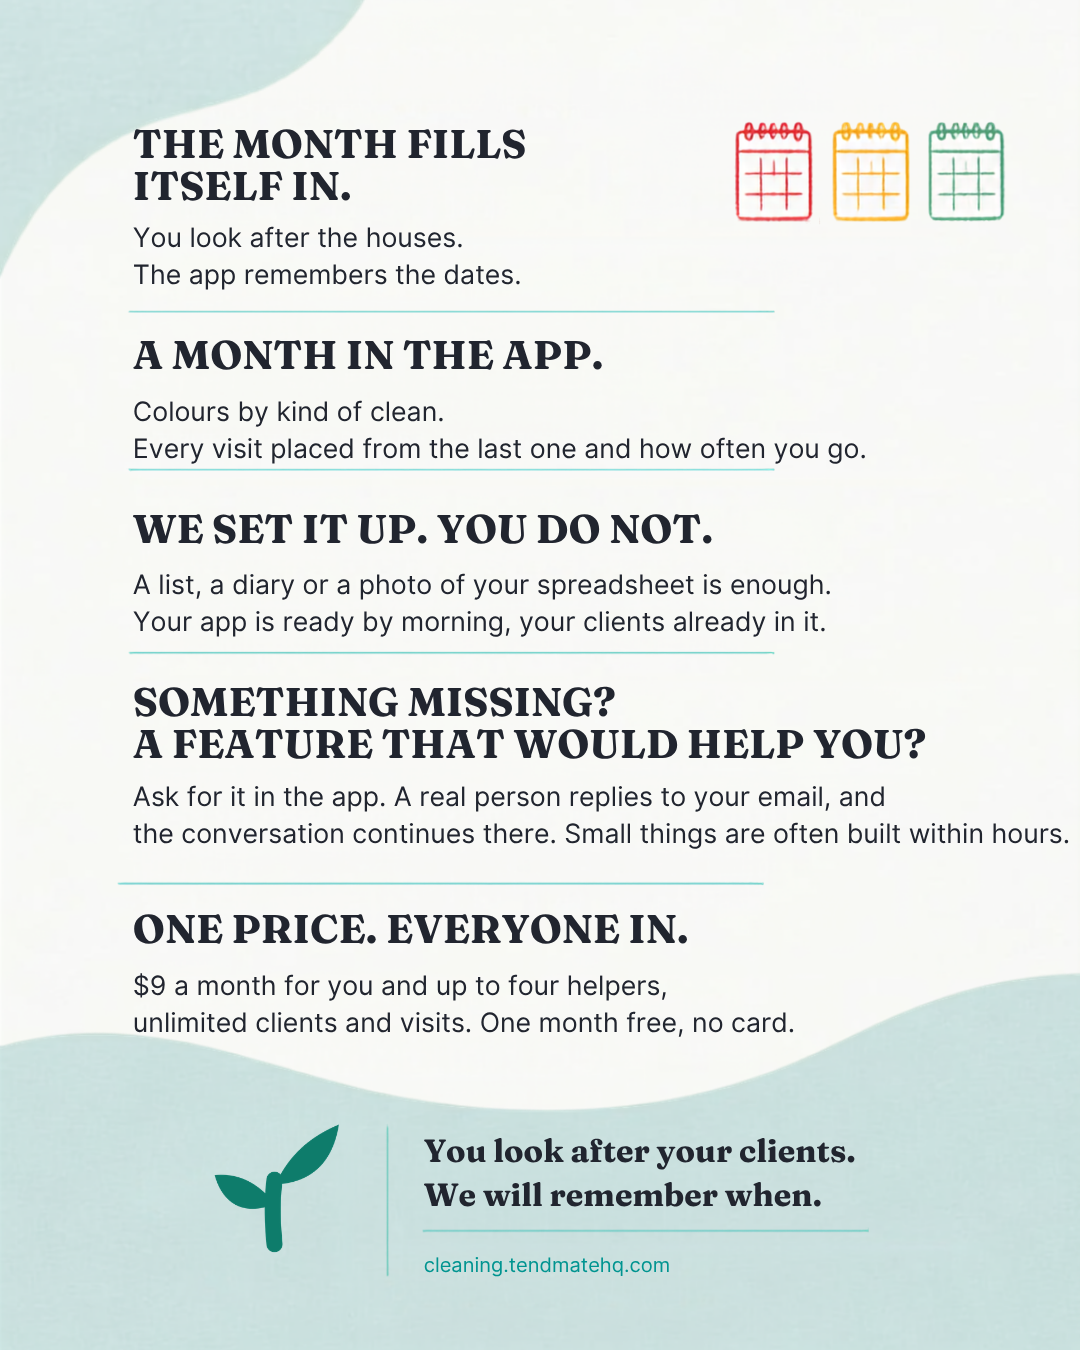 THE MONTH FILLS
ITSELF IN.
You look after the houses.
The app remembers the dates.
A MONTH IN THE APP.
Colours by kind of clean.
Every visit placed from the last one and how often you go.
WE SET IT UP. YOU DO NOT.
A list, a diary or a photo of your spreadsheet is enough.
Your app is ready by morning, your clients already in it.
SOMETHING MISSING?
A FEATURE THAT WOULD HELP YOU?
Ask for it in the app. A real person replies to your email, and
the conversation continues there. Small things are often built within hours.
ONE PRICE. EVERYONE IN.
$9 a month for you and up to four helpers,
unlimited clients and visits. One month free, no card.
You look after your clients.
We will remember when.
cleaning.tendmatehq.com